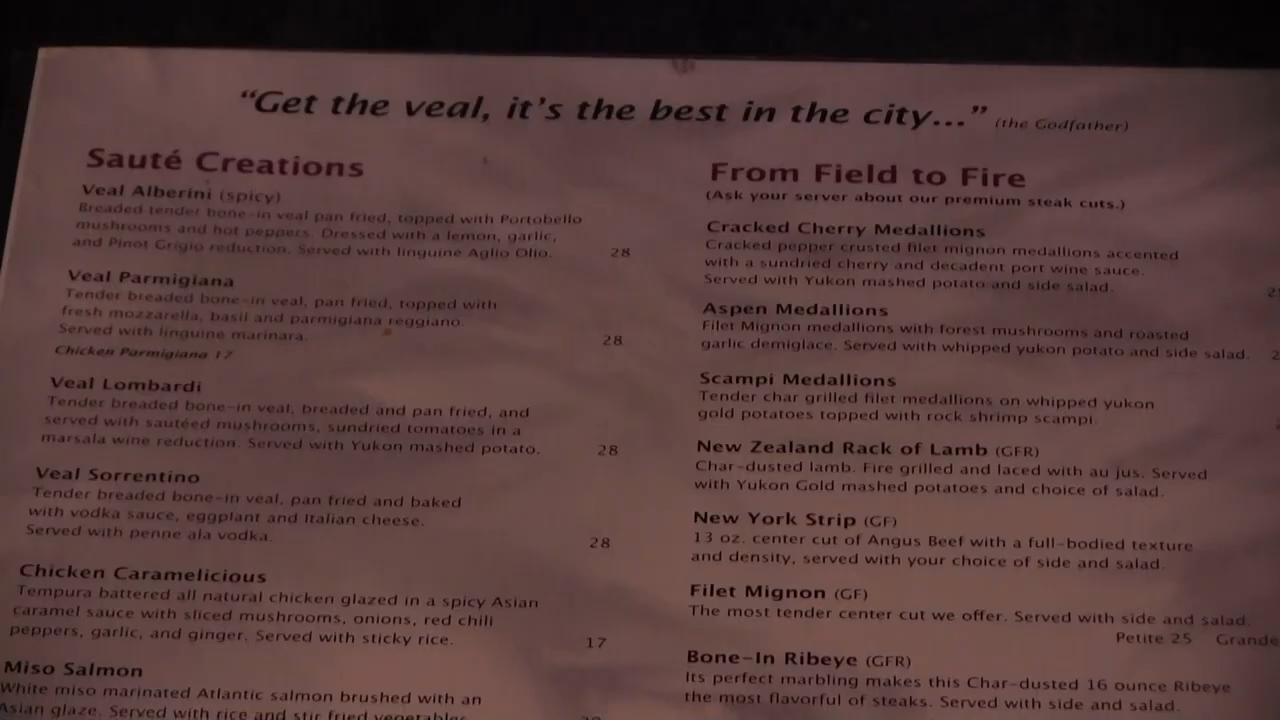 “Get the veal, it’s the best in the city...” (the Godfather)
Sauté Creations
Veal Alberini (spicy)
Breaded tender bone-in veal pan fried, topped with Portobello
mushrooms and hot peppers. Dressed with a lemon, garlic,
and Pinot Grigio reduction. Served with linguine Aglio Olio. 28
Veal Parmigiana
Tender breaded bone-in veal, pan fried, topped with
fresh mozzarella, basil and parmigiana reggiano.
Served with linguine marinara. 28
Chicken Parmigiana 17
Veal Lombardi
Tender breaded bone-in veal, breaded and pan fried, and
served with sautéed mushrooms, sundried tomatoes in a
marsala wine reduction. Served with Yukon mashed potato. 28
Veal Sorrentino
Tender breaded bone-in veal, pan fried and baked
with vodka sauce, eggplant and Italian cheese.
Served with penne ala vodka. 28
Chicken Caramelicious
Tempura battered all natural chicken glazed in a spicy Asian
caramel sauce with sliced mushrooms, onions, red chili
peppers, garlic, and ginger. Served with sticky rice. 17
Miso Salmon
White miso marinated Atlantic salmon brushed with an
Asian glaze. Served with rice and stir fried vegetables.
From Field to Fire
(Ask your server about our premium steak cuts.)
Cracked Cherry Medallions
Cracked pepper crusted filet mignon medallions accented
with a sundried cherry and decadent port wine sauce.
Served with Yukon mashed potato and side salad.
Aspen Medallions
Filet Mignon medallions with forest mushrooms and roasted
garlic demiglace. Served with whipped yukon potato and side salad.
Scampi Medallions
Tender char grilled filet medallions on whipped yukon
gold potatoes topped with rock shrimp scampi.
New Zealand Rack of Lamb (GFR)
Char-dusted lamb. Fire grilled and laced with au jus. Served
with Yukon Gold mashed potatoes and choice of salad.
New York Strip (GF)
13 oz. center cut of Angus Beef with a full-bodied texture
and density, served with your choice of side and salad.
Filet Mignon (GF)
The most tender center cut we offer. Served with side and salad.
Petite 25 Grande
Bone-In Ribeye (GFR)
Its perfect marbling makes this Char-dusted 16 ounce Ribeye
the most flavorful of steaks. Served with side and salad.